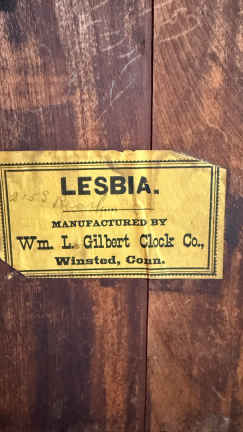 LESBIA.
MANUFACTURED BY
Wm. L. Gilbert Clock Co.,
Winsted, Conn.